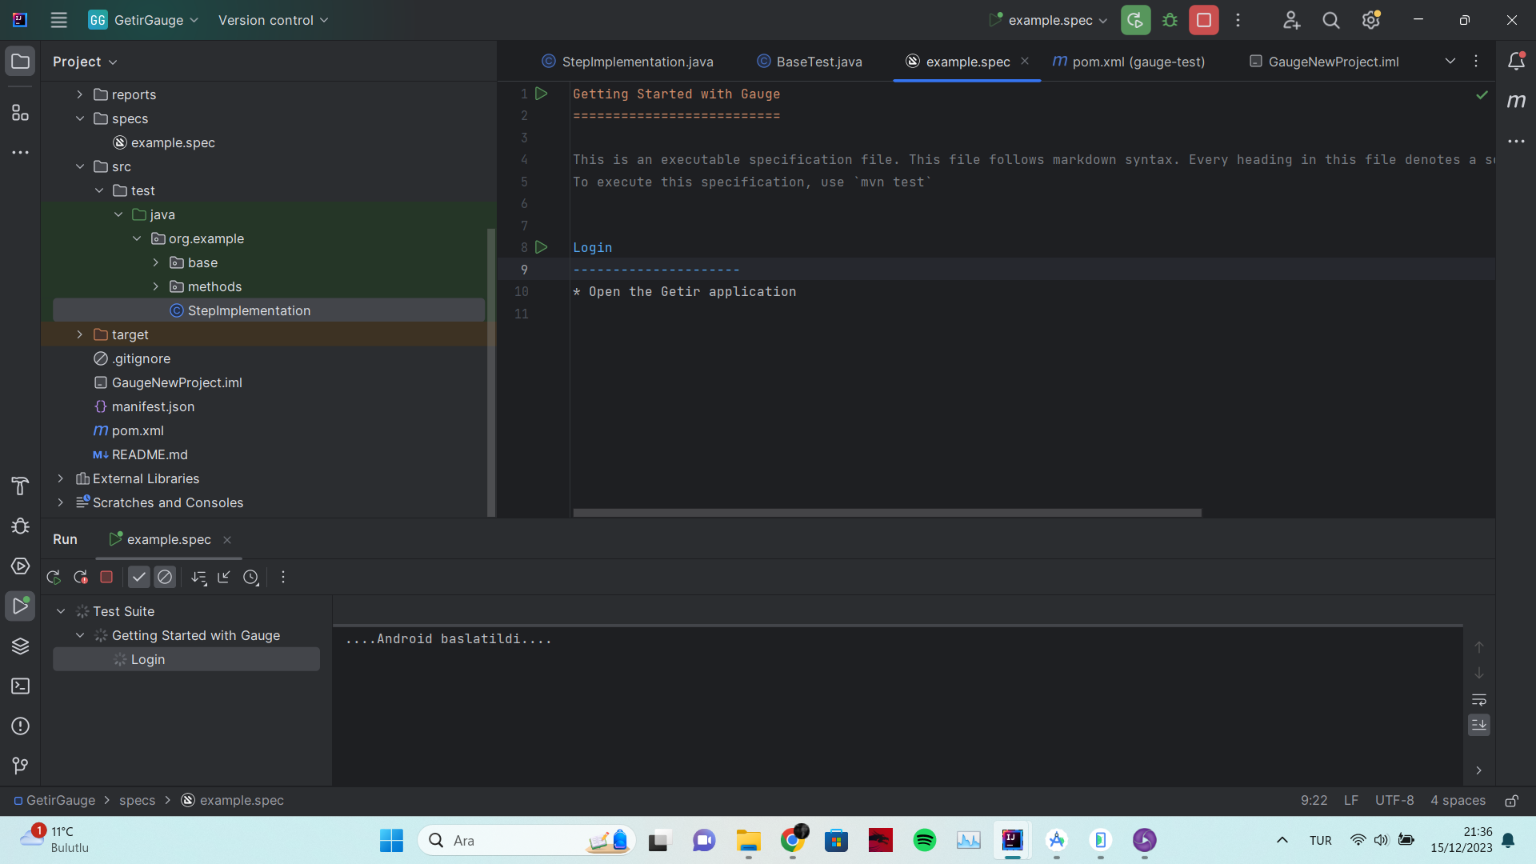 GG GetirGauge Version control example.spec
Project
StepImplementation.java BaseTest.java example.spec m pom.xml (gauge-test) GaugeNewProject.iml
reports
specs
example.spec
src
test
java
org.example
base
methods
StepImplementation
target
.gitignore
GaugeNewProject.iml
manifest.json
m pom.xml
M↓ README.md
External Libraries
Scratches and Consoles
1 Getting Started with Gauge
2 ==========================
3
4 This is an executable specification file. This file follows markdown syntax. Every heading in this file denotes a s
5 To execute this specification, use `mvn test`
6
7
8 Login
9 ---------------------
10 * Open the Getir application
11
Run example.spec
Test Suite
Getting Started with Gauge
Login
....Android baslatildi....
GetirGauge > specs > example.spec 9:22 LF UTF-8 4 spaces
1 11°C
Bulutlu
Ara
TUR
21:36
15/12/2023